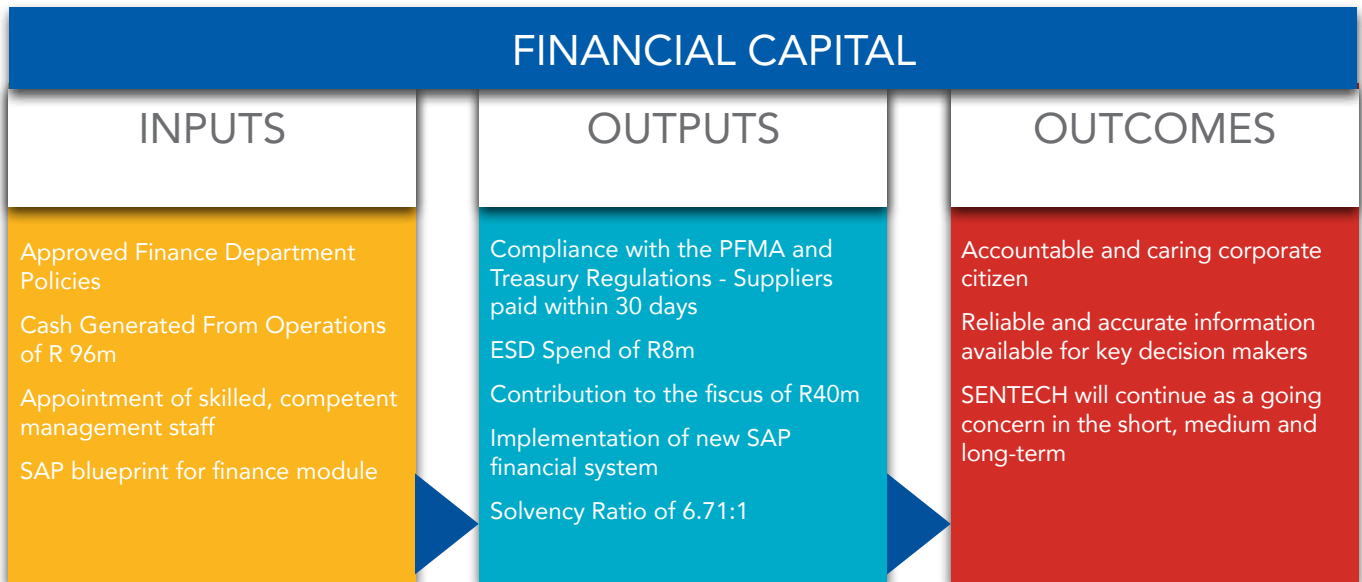 FINANCIAL CAPITAL
INPUTS
Approved Finance Department
Policies
Cash Generated From Operations
of R 96m
Appointment of skilled, competent
management staff
SAP blueprint for finance module
OUTPUTS
Compliance with the PFMA and
Treasury Regulations - Suppliers
paid within 30 days
ESD Spend of R8m
Contribution to the fiscus of R40m
Implementation of new SAP
financial system
Solvency Ratio of 6.71:1
OUTCOMES
Accountable and caring corporate
citizen
Reliable and accurate information
available for key decision makers
SENTECH will continue as a going
concern in the short, medium and
long-term